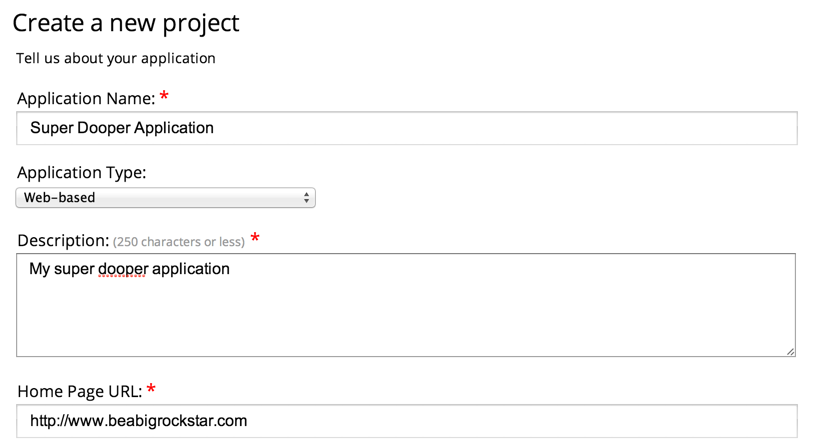 Create a new project
Tell us about your application
Application Name: *
Super Dooper Application
Application Type:
Web-based
Description: (250 characters or less) *
My super dooper application
Home Page URL: *
http://www.beabigrockstar.com